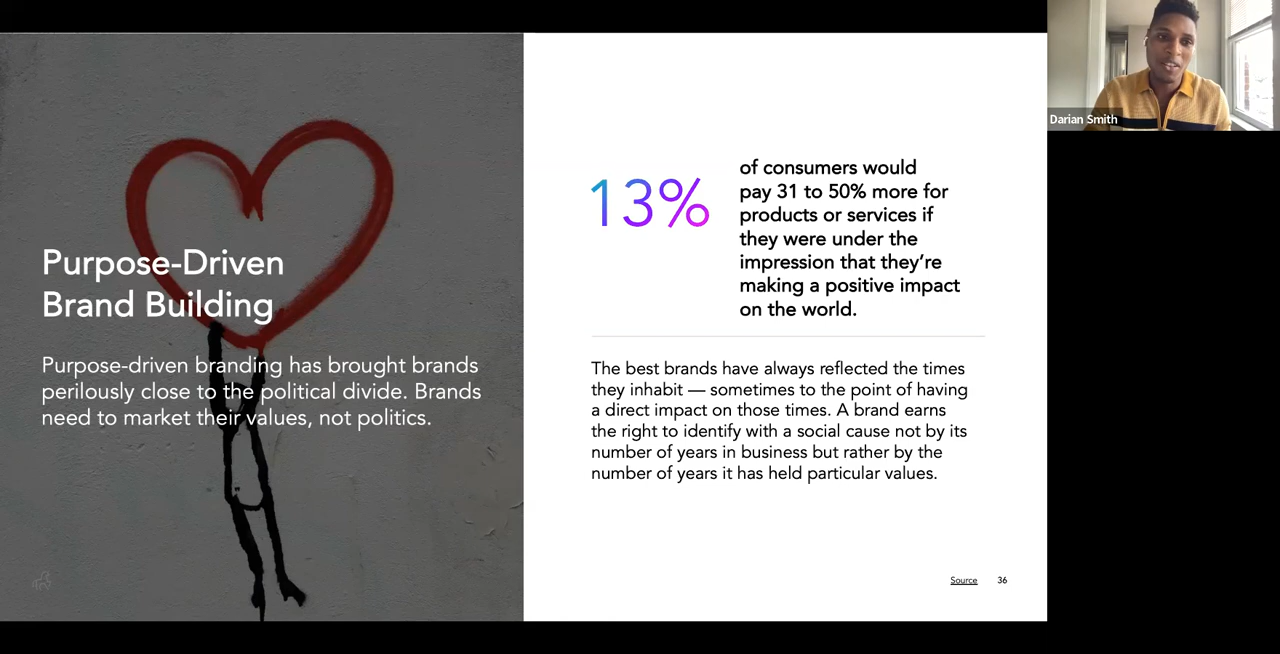 Purpose-Driven
Brand Building
Purpose-driven branding has brought brands
perilously close to the political divide. Brands
need to market their values, not politics.
13%
of consumers would
pay 31 to 50% more for
products or services if
they were under the
impression that they’re
making a positive impact
on the world.
The best brands have always reflected the times
they inhabit — sometimes to the point of having
a direct impact on those times. A brand earns
the right to identify with a social cause not by its
number of years in business but rather by the
number of years it has held particular values.
Source
36
Darian Smith